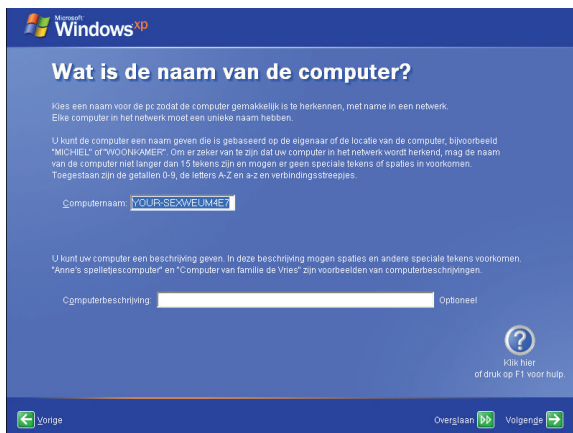 Microsoft
Windows xp
Wat is de naam van de computer?
Kies een naam voor de pc zodat de computer gemakkelijk is te herkennen, met name in een netwerk.
Elke computer in het netwerk moet een unieke naam hebben.
U kunt de computer een naam geven die is gebaseerd op de eigenaar of de locatie van de computer, bijvoorbeeld
"MICHIEL" of "WOONKAMER". Om er zeker van te zijn dat uw computer in het netwerk wordt herkend, mag de naam
van de computer niet langer dan 15 tekens zijn en mogen er geen speciale tekens of spaties in voorkomen.
Toegestaan zijn de getallen 0-9, de letters A-Z en a-z en verbindingsstreepjes.
Computernaam: YOUR-SEXWEUM4E7
U kunt uw computer een beschrijving geven. In deze beschrijving mogen spaties en andere speciale tekens voorkomen.
"Anne's spelletjescomputer" en "Computer van familie de Vries" zijn voorbeelden van computerbeschrijvingen.
Computerbeschrijving: Optioneel
?
Klik hier
of druk op F1 voor hulp.
Vorige Overslaan Volgende